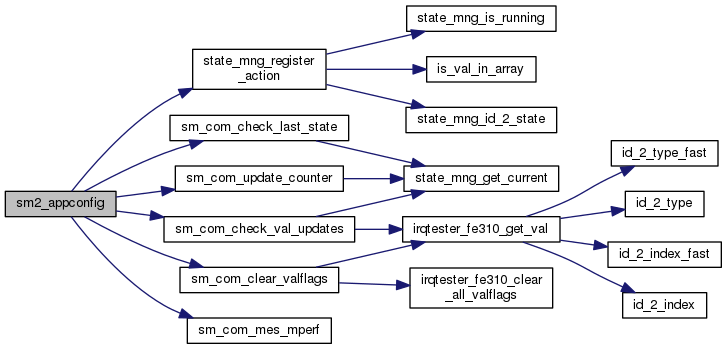 sm2_appconfig
state_mng_register
_action
state_mng_is_running
is_val_in_array
state_mng_id_2_state
sm_com_check_last_state
state_mng_get_current
sm_com_update_counter
sm_com_check_val_updates
irqtester_fe310_get_val
id_2_type_fast
id_2_type
id_2_index_fast
id_2_index
sm_com_clear_valflags
irqtester_fe310_clear
_all_valflags
sm_com_mes_mperf